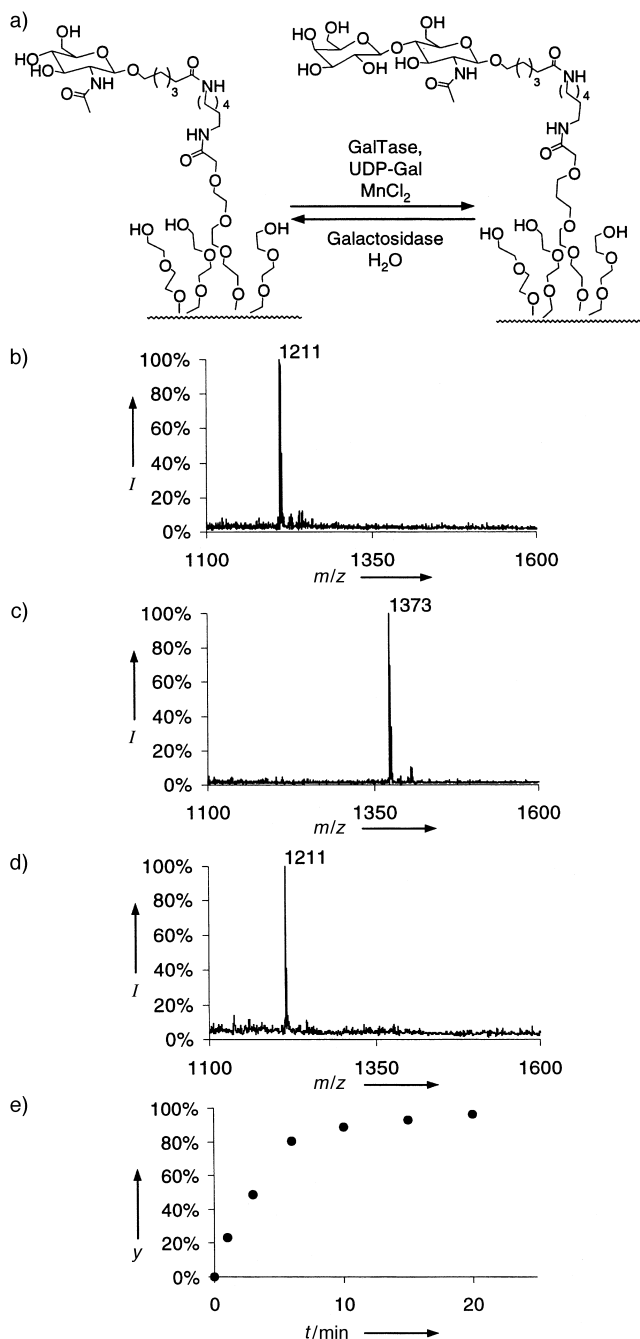 a)
OH
HO
HO
O
O
O
O
NH
O
3
NH
4
HN
O
O
O
HO
HO
OH
O
O
O
O
O
O
O
O
HO
OH
O
HO
OH
O
OH
O
HO
O
O
NH
O
O
3
NH
4
HN
O
O
O
HO
HO
OH
O
O
O
O
O
O
O
O
GalTase,
UDP-Gal
MnCl2
Galactosidase
H2O
b)
1211
100%
80%
60%
40%
20%
0%
I
1100 1350 1600
m/z
c)
1373
100%
80%
60%
40%
20%
0%
I
1100 1350 1600
m/z
d)
1211
100%
80%
60%
40%
20%
0%
I
1100 1350 1600
m/z
e)
100%
80%
60%
40%
20%
0%
y
0 10 20
t/min